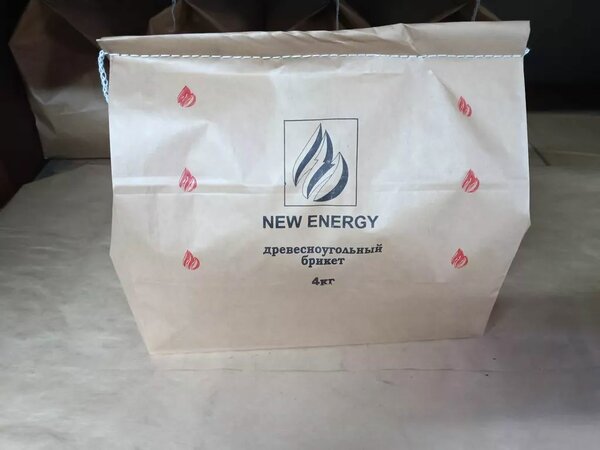 NEW ENERGY
древесноугольный
брикет
4кг